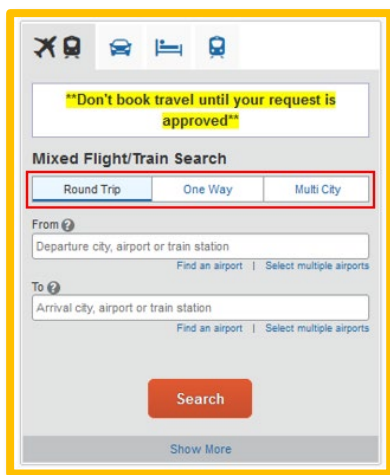 **Don't book travel until your request is
approved**
Mixed Flight/Train Search
Round Trip One Way Multi City
From ?
Departure city, airport or train station
Find an airport | Select multiple airports
To ?
Arrival city, airport or train station
Find an airport | Select multiple airports
Search
Show More